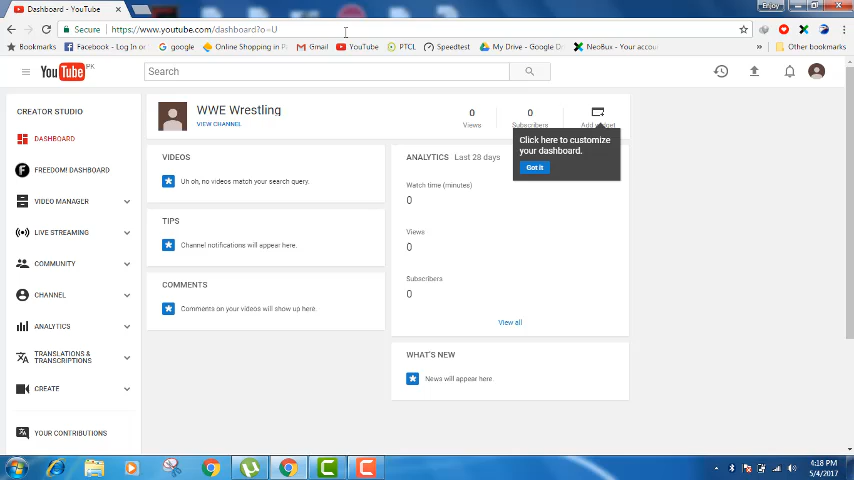 Dashboard - YouTube
Enjoy
Secure https://www.youtube.com/dashboard?o=U
Bookmarks Facebook - Log In or google Online Shopping in P Gmail YouTube PTCL Speedtest My Drive - Google D NeoBux - Your accou Other bookmarks
YouTube PK Search
CREATOR STUDIO
DASHBOARD
FREEDOM! DASHBOARD
VIDEO MANAGER
LIVE STREAMING
COMMUNITY
CHANNEL
ANALYTICS
TRANSLATIONS &
TRANSCRIPTIONS
CREATE
YOUR CONTRIBUTIONS
WWE Wrestling
VIEW CHANNEL
0
Views
0
Subscribers
Add widget
Click here to customize
your dashboard.
Got it
VIDEOS
Uh oh, no videos match your search query.
TIPS
Channel notifications will appear here.
COMMENTS
Comments on your videos will show up here.
ANALYTICS Last 28 days
Watch time (minutes)
0
Views
0
Subscribers
0
View all
WHAT'S NEW
News will appear here.
4:18 PM
5/4/2017